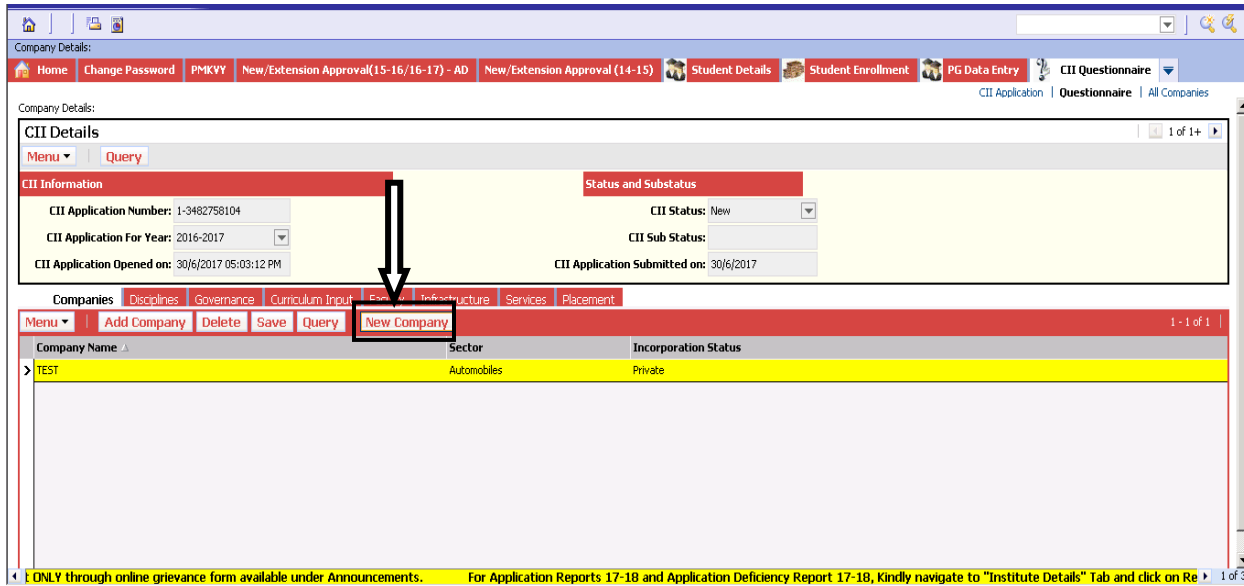 Company Details:
Home Change Password PMKVY New/Extension Approval(15-16/16-17) - AD New/Extension Approval (14-15) Student Details Student Enrollment PG Data Entry CII Questionnaire
CII Application | Questionnaire | All Companies
Company Details:
CII Details 1 of 1+
Menu Query
CII Information Status and Substatus
CII Application Number: 1-3482758104 CII Status: New
CII Application For Year: 2016-2017 CII Sub Status:
CII Application Opened on: 30/6/2017 05:03:12 PM CII Application Submitted on: 30/6/2017
Companies Disciplines Governance Curriculum Input Faculty Infrastructure Services Placement
Menu Add Company Delete Save Query New Company 1 - 1 of 1
Company Name Sector Incorporation Status
TEST Automobiles Private
t ONLY through online grievance form available under Announcements. For Application Reports 17-18 and Application Deficiency Report 17-18, Kindly navigate to "Institute Details" Tab and click on Re 1 of 3